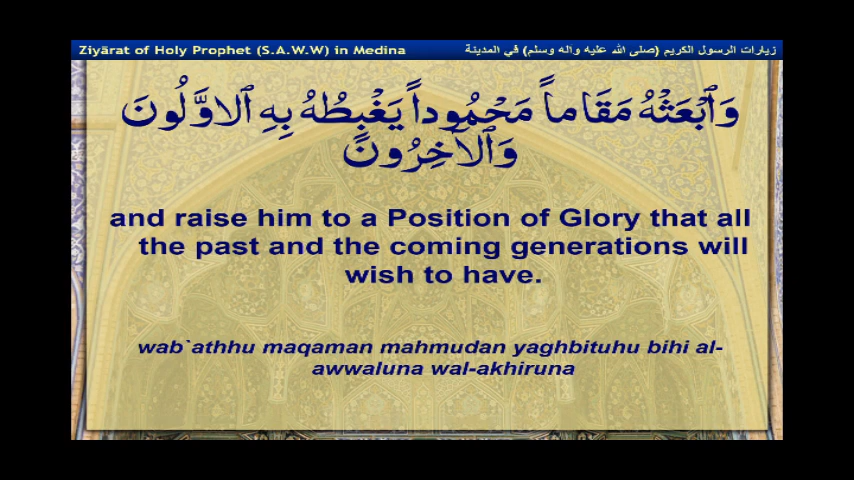 Ziyārat of Holy Prophet (S.A.W.W) in Medina
زيارات الرسول الكريم (صلى الله عليه واله وسلم) في المدينة
وَٱبْعَثْهُ مَقَاماً مَحْمُوداً يَغْبِطُهُ بِهِ ٱلاوَّلُونَ
وَٱلآخِرُونَ
and raise him to a Position of Glory that all
the past and the coming generations will
wish to have.
wab`athhu maqaman mahmudan yaghbituhu bihi al-
awwaluna wal-akhiruna